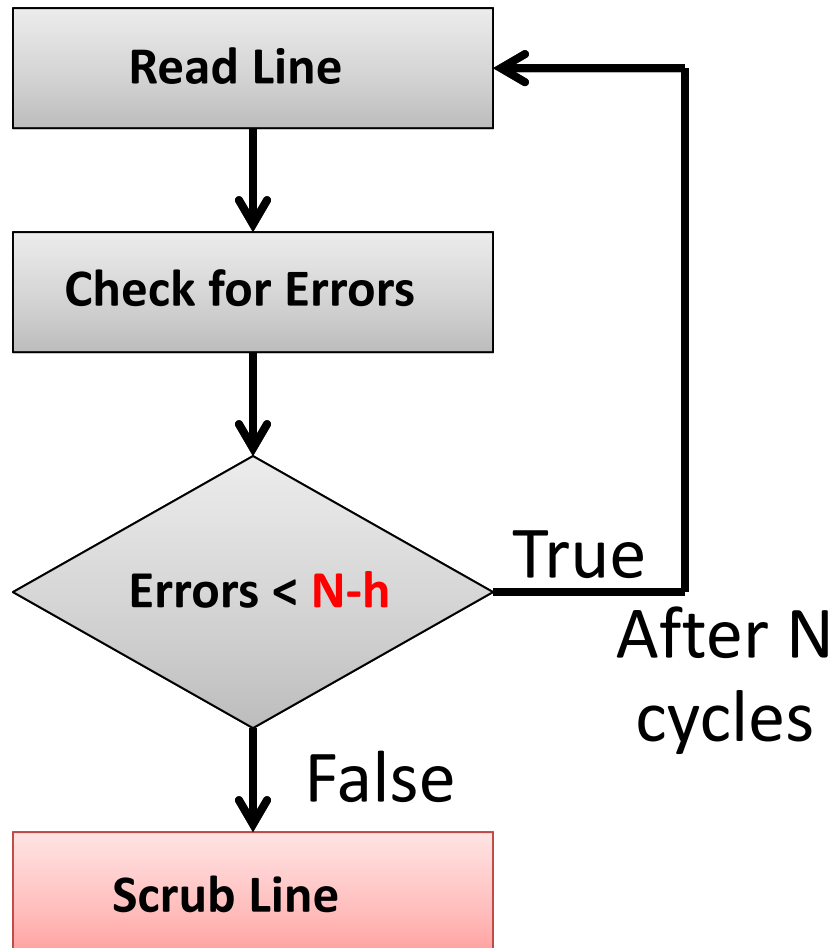 Read Line
Check for Errors
Errors < N-h
True
After N
cycles
False
Scrub Line